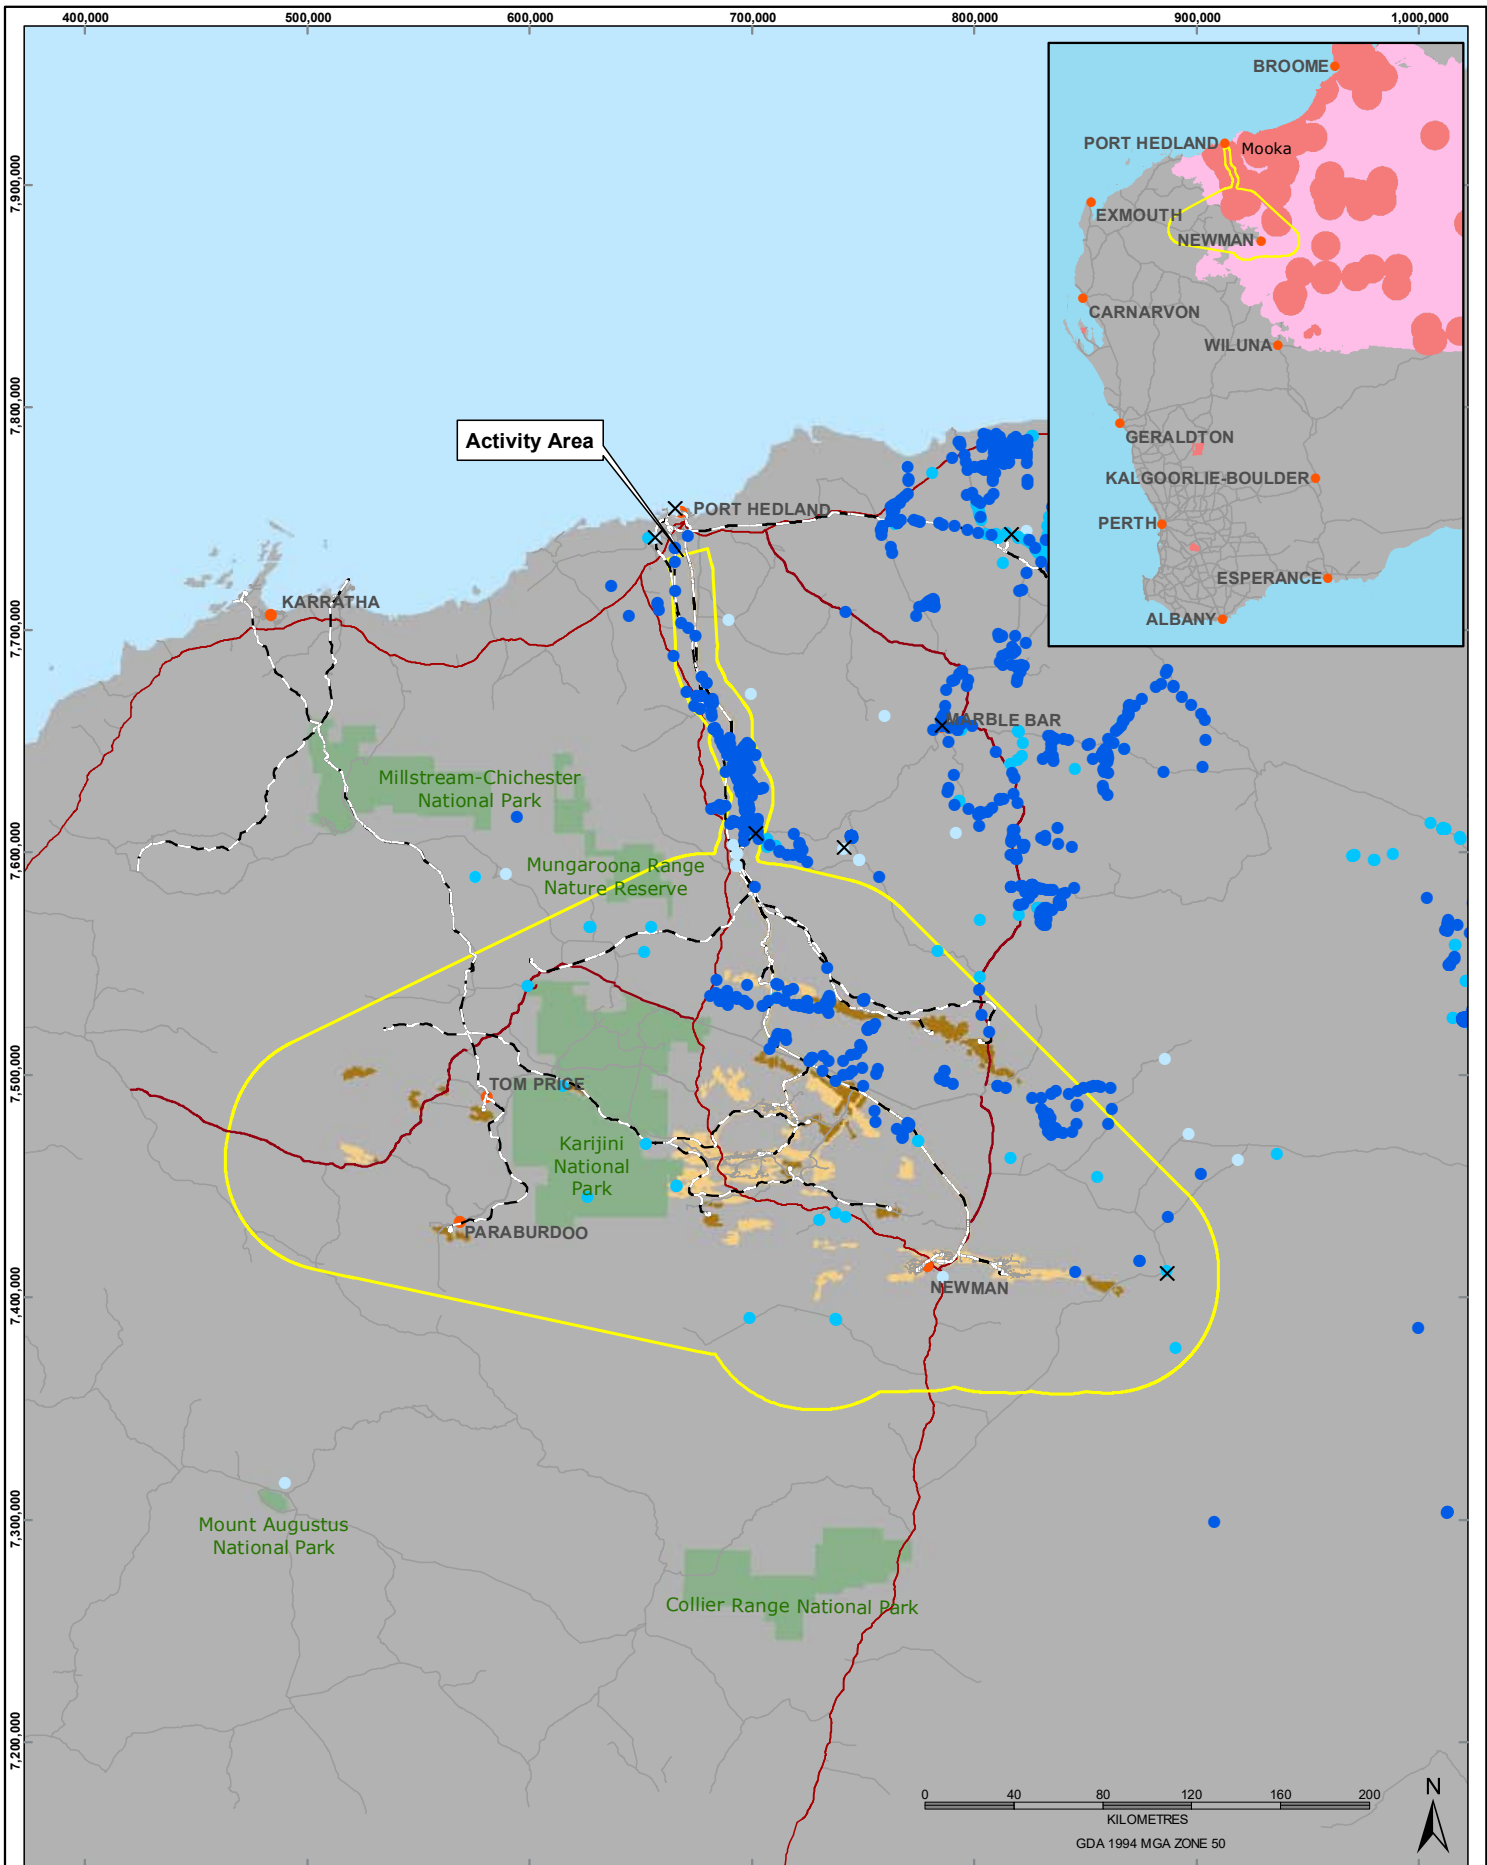 400,000
500,000
600,000
700,000
800,000
900,000
1,000,000
7,900,000
7,800,000
7,700,000
7,600,000
7,500,000
7,400,000
7,300,000
7,200,000
BROOME
PORT HEDLAND
Mooka
EXMOUTH
NEWMAN
CARNARVON
WILUNA
GERALDTON
KALGOORLIE-BOULDER
PERTH
ESPERANCE
ALBANY
Activity Area
PORT HEDLAND
KARRATHA
MARBLE BAR
Millstream-Chichester
National Park
Mungaroona Range
Nature Reserve
TOM PRICE
Karijini
National
Park
PARABURDOO
NEWMAN
Mount Augustus
National Park
Collier Range National Park
0
40
80
120
160
200
KILOMETRES
GDA 1994 MGA ZONE 50
N